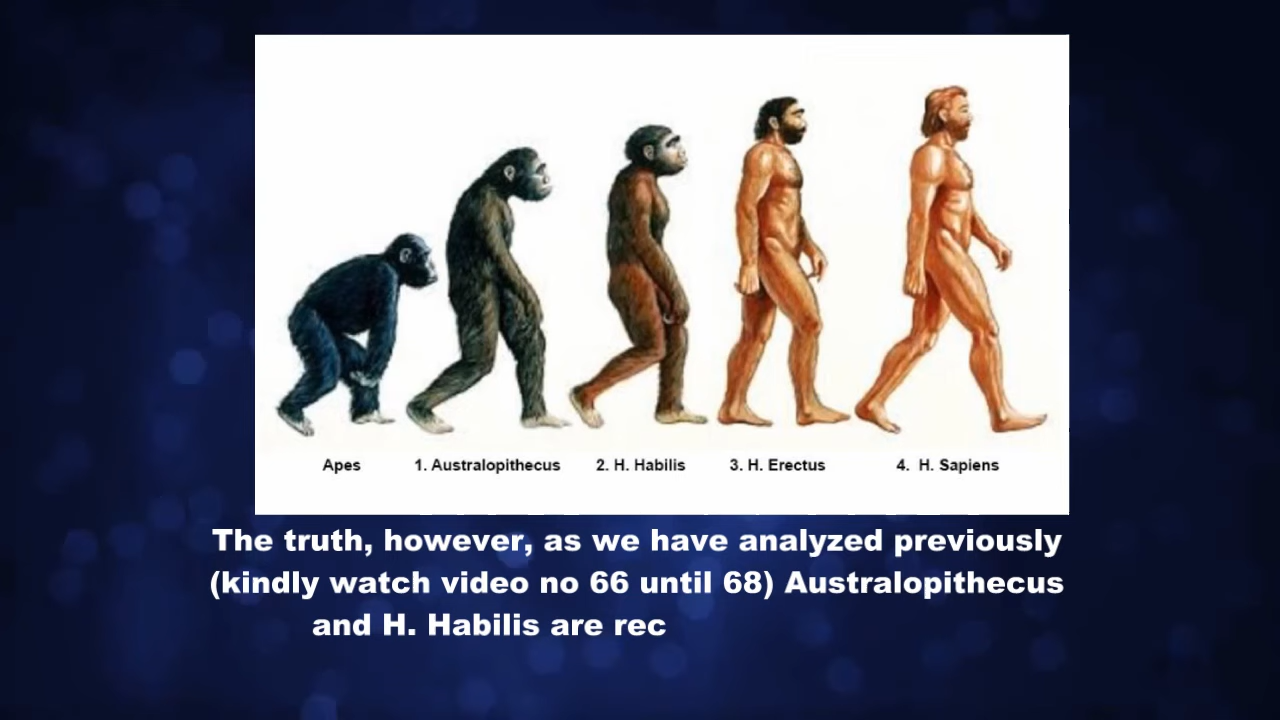 Apes 1. Australopithecus 2. H. Habilis 3. H. Erectus 4. H. Sapiens
The truth, however, as we have analyzed previously
(kindly watch video no 66 until 68) Australopithecus
and H. Habilis are rec